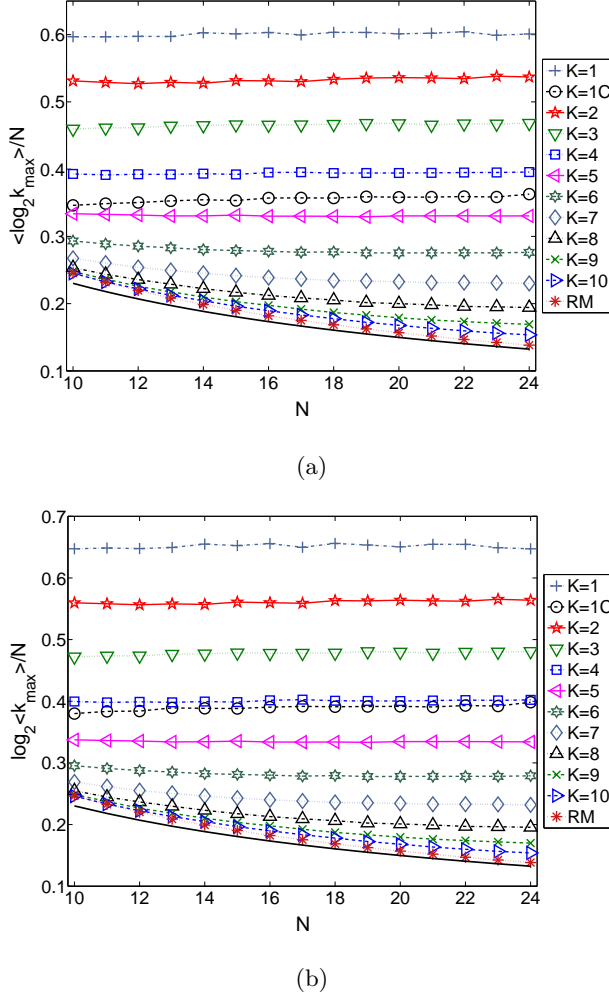 0.6
0.5
0.4
0.3
0.2
0.1
<log₂ k_max>/N
10 12 14 16 18 20 22 24
N
K=1
K=1C
K=2
K=3
K=4
K=5
K=6
K=7
K=8
K=9
K=10
RM
(a)
0.7
0.6
0.5
0.4
0.3
0.2
0.1
log₂<k_max>/N
10 12 14 16 18 20 22 24
N
K=1
K=1C
K=2
K=3
K=4
K=5
K=6
K=7
K=8
K=9
K=10
RM
(b)